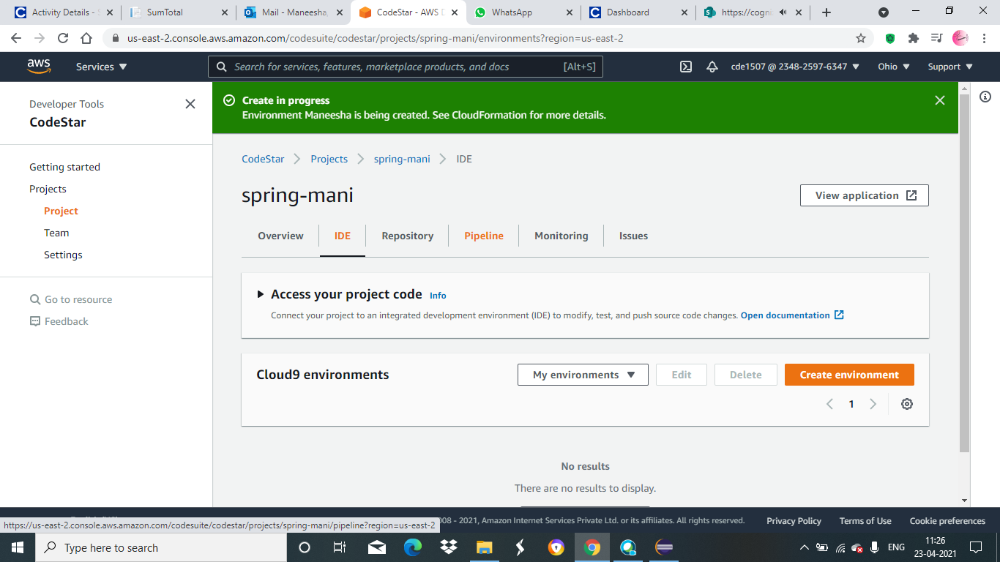 Activity Details - S
SumTotal
Mail - Maneesha,
CodeStar - AWS D
WhatsApp
Dashboard
https://cogni
us-east-2.console.aws.amazon.com/codesuite/codestar/projects/spring-mani/environments?region=us-east-2
aws
Services
Search for services, features, marketplace products, and docs
[Alt+S]
cde1507 @ 2348-2597-6347
Ohio
Support
Developer Tools
CodeStar
Getting started
Projects
Project
Team
Settings
Go to resource
Feedback
Create in progress
Environment Maneesha is being created. See CloudFormation for more details.
CodeStar
Projects
spring-mani
IDE
spring-mani
View application
Overview
IDE
Repository
Pipeline
Monitoring
Issues
Access your project code Info
Connect your project to an integrated development environment (IDE) to modify, test, and push source code changes. Open documentation
Cloud9 environments
My environments
Edit
Delete
Create environment
1
No results
There are no results to display.
https://us-east-2.console.aws.amazon.com/codesuite/codestar/projects/spring-mani/pipeline?region=us-east-2
008 - 2021, Amazon Internet Services Private Ltd. or its affiliates. All rights reserved.
Privacy Policy
Terms of Use
Cookie preferences
Type here to search
ENG
11:26
23-04-2021